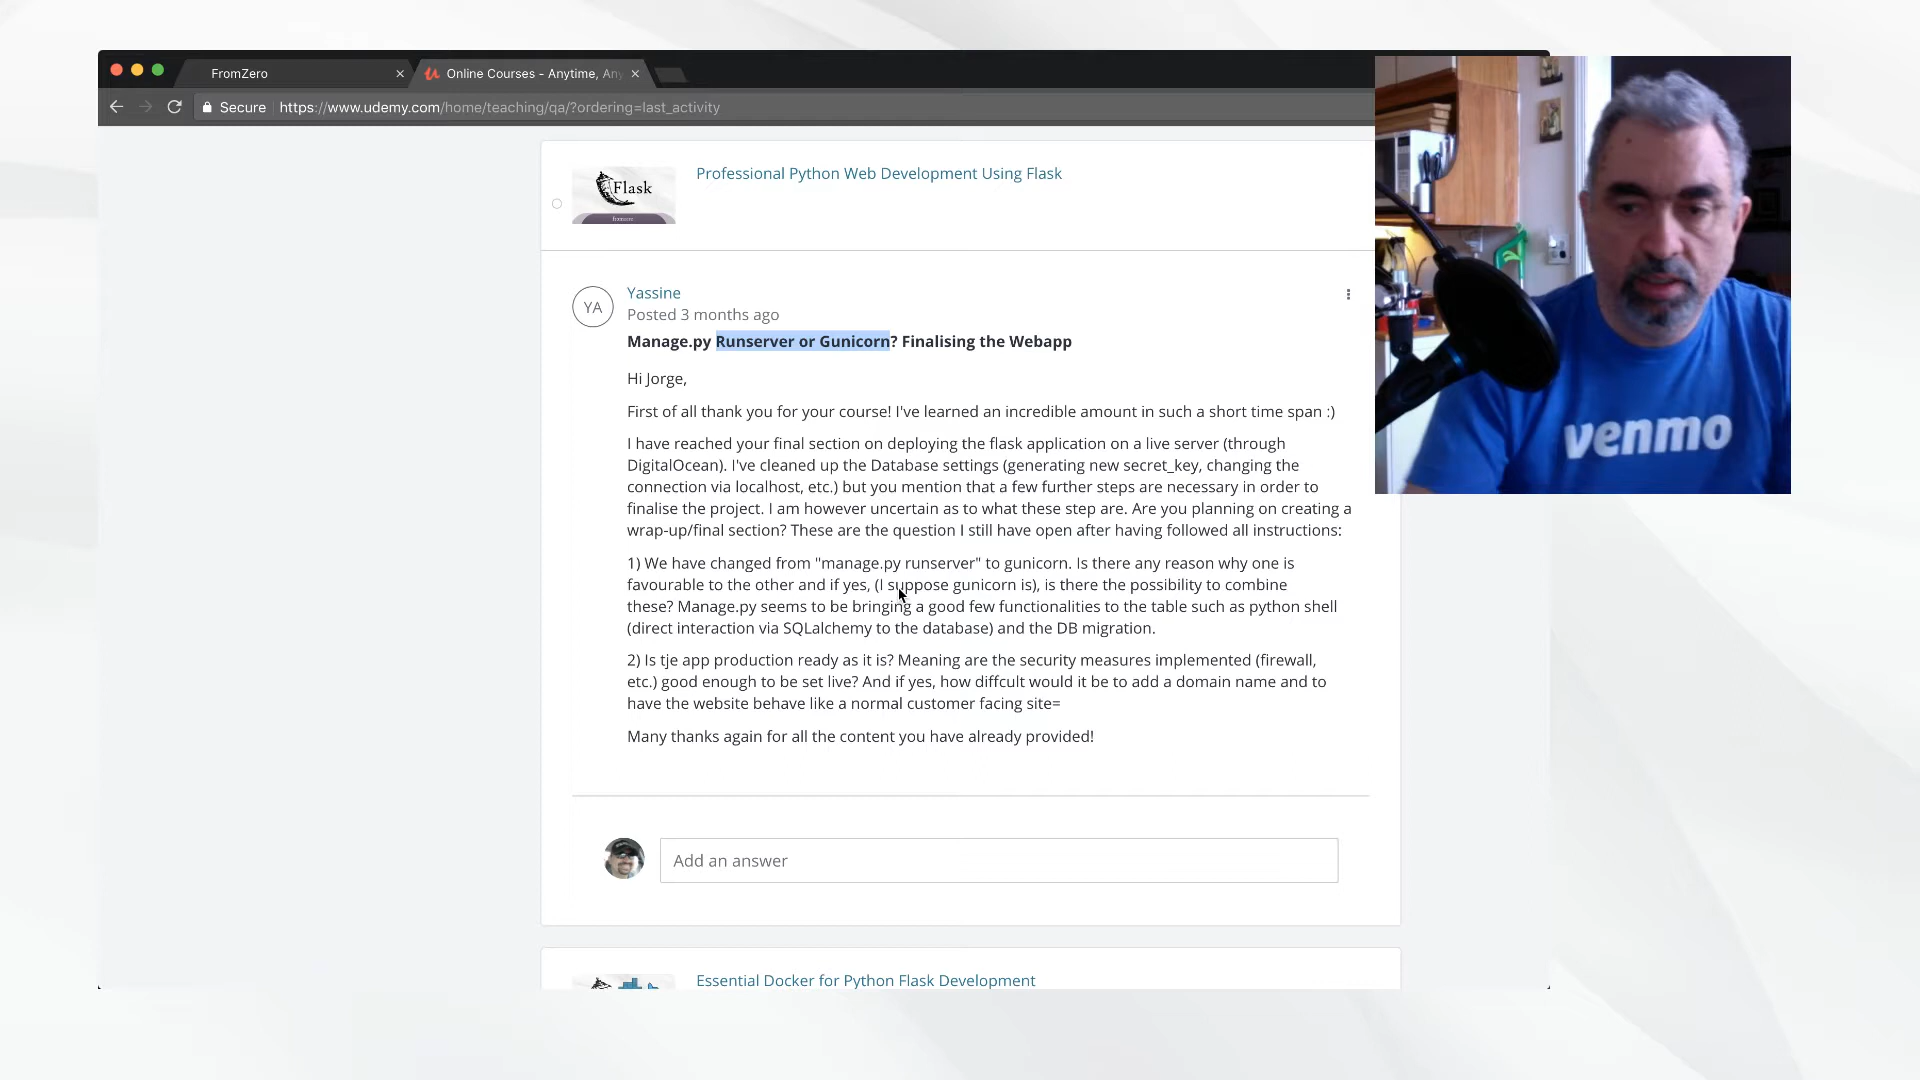 FromZero
Online Courses - Anytime, Any
Secure
https://www.udemy.com/home/teaching/qa/?ordering=last_activity
Flask
Professional Python Web Development Using Flask
YA
Yassine
Posted 3 months ago
Manage.py Runserver or Gunicorn? Finalising the Webapp
Hi Jorge,
First of all thank you for your course! I've learned an incredible amount in such a short time span :)
I have reached your final section on deploying the flask application on a live server (through
DigitalOcean). I've cleaned up the Database settings (generating new secret_key, changing the
connection via localhost, etc.) but you mention that a few further steps are necessary in order to
finalise the project. I am however uncertain as to what these step are. Are you planning on creating a
wrap-up/final section? These are the question I still have open after having followed all instructions:
1) We have changed from "manage.py runserver" to gunicorn. Is there any reason why one is
favourable to the other and if yes, (I suppose gunicorn is), is there the possibility to combine
these? Manage.py seems to be bringing a good few functionalities to the table such as python shell
(direct interaction via SQLalchemy to the database) and the DB migration.
2) Is tje app production ready as it is? Meaning are the security measures implemented (firewall,
etc.) good enough to be set live? And if yes, how diffcult would it be to add a domain name and to
have the website behave like a normal customer facing site=
Many thanks again for all the content you have already provided!
Add an answer
Essential Docker for Python Flask Development
venmo